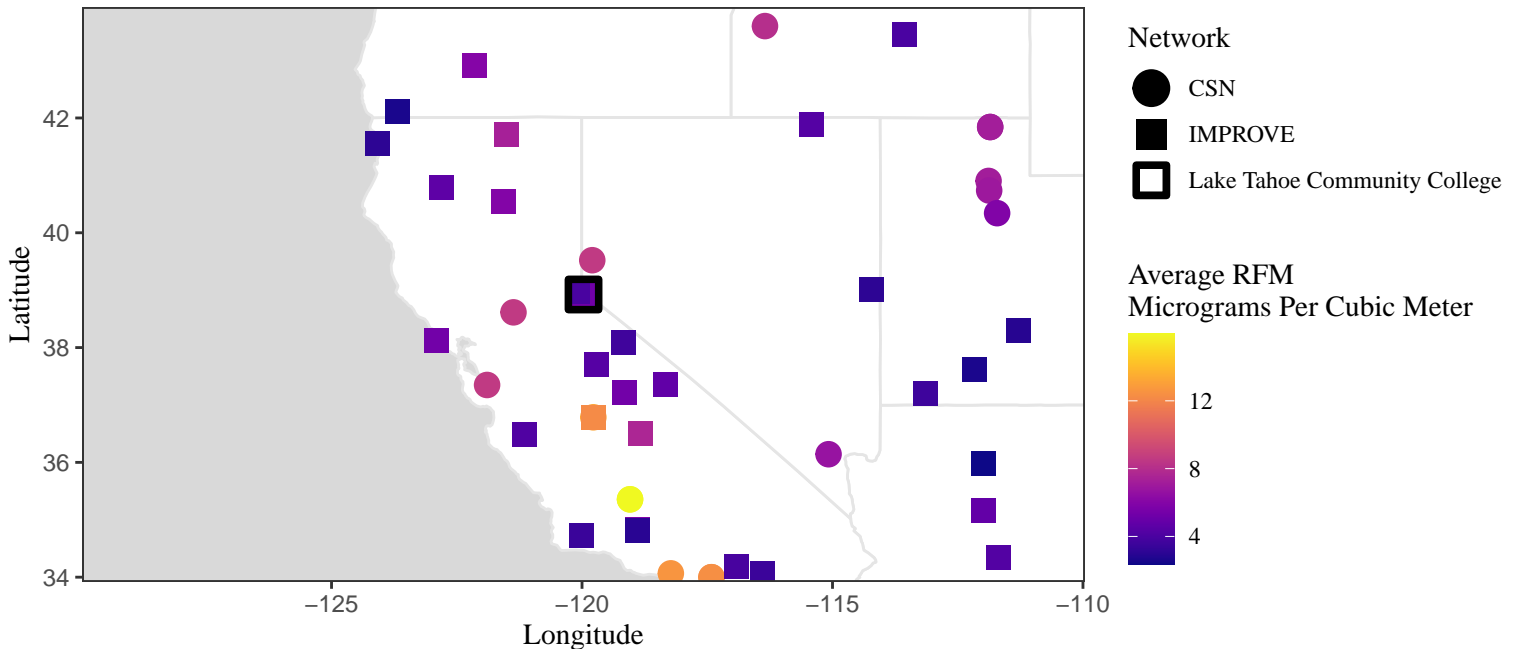 42
40
38
36
34
Latitude
−125
−120
−115
−110
Longitude
Network
CSN
IMPROVE
Lake Tahoe Community College
Average RFM
Micrograms Per Cubic Meter
12
8
4